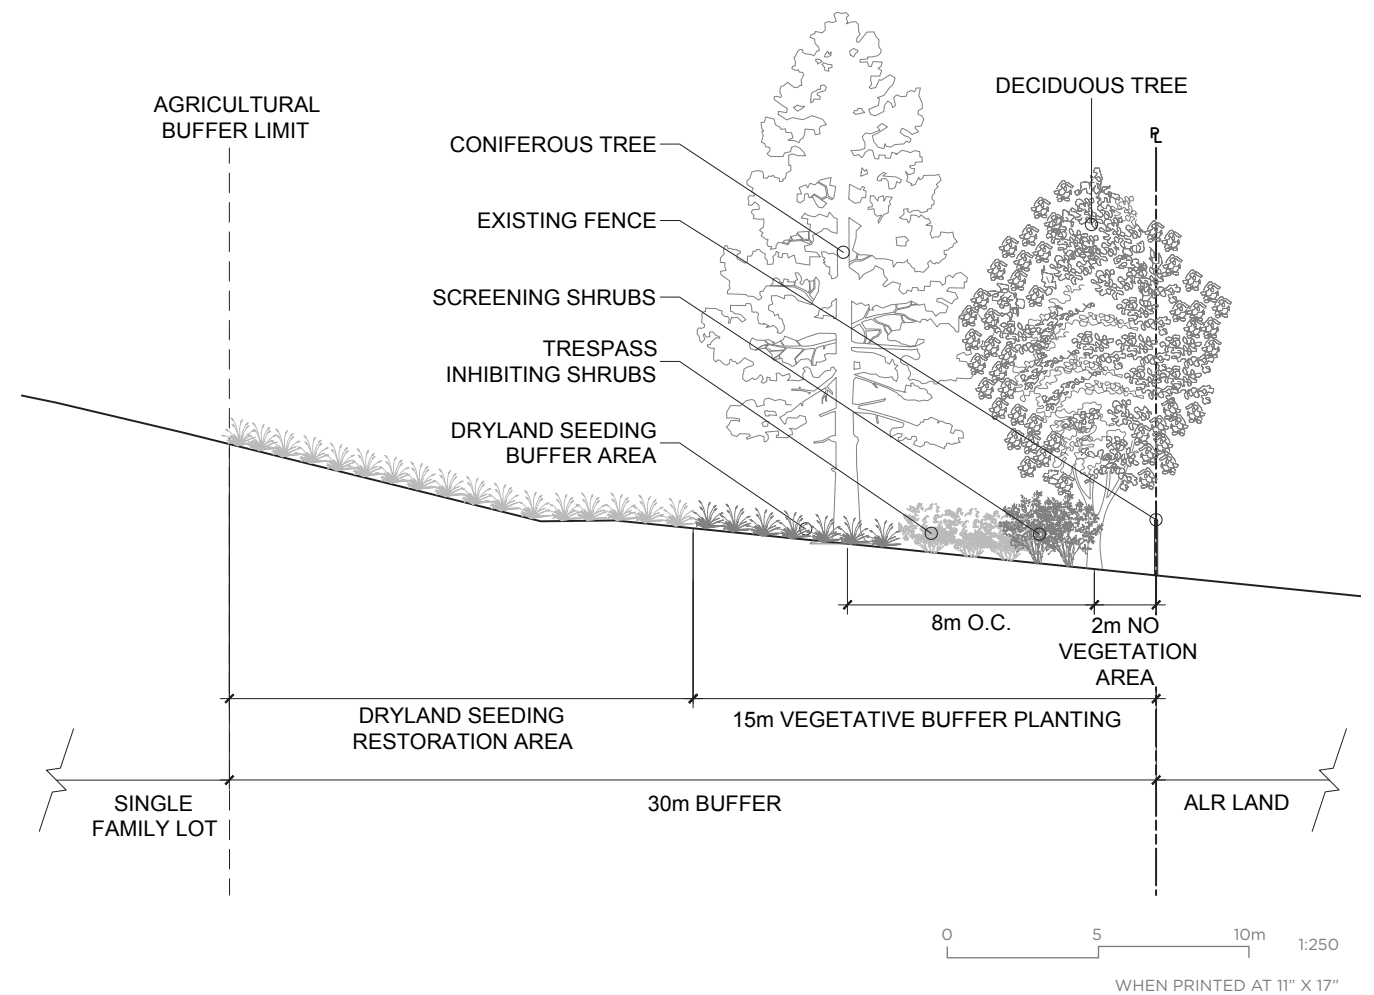 DECIDUOUS TREE
AGRICULTURAL
BUFFER LIMIT
PL
CONIFEROUS TREE
EXISTING FENCE
SCREENING SHRUBS
TRESPASS
INHIBITING SHRUBS
DRYLAND SEEDING
BUFFER AREA
8m O.C.
2m NO
VEGETATION
AREA
DRYLAND SEEDING
RESTORATION AREA
15m VEGETATIVE BUFFER PLANTING
SINGLE
FAMILY LOT
30m BUFFER
ALR LAND
0 5 10m 1:250
WHEN PRINTED AT 11” X 17”